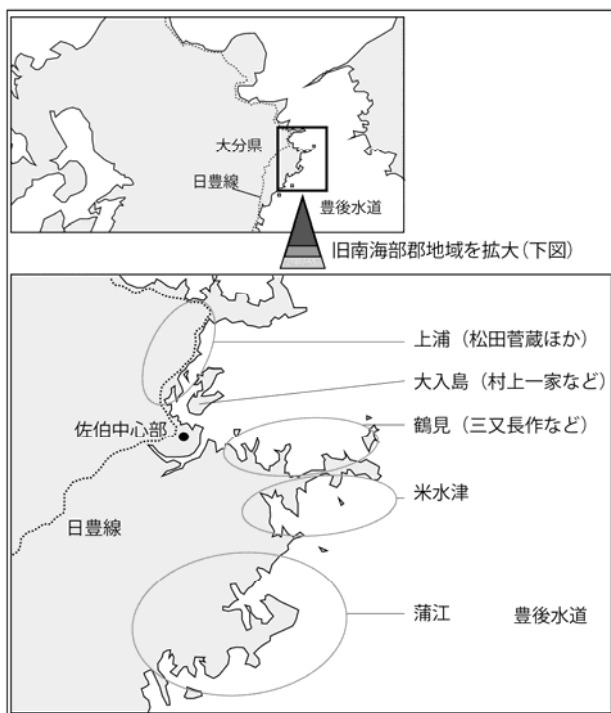 大分県
日豊線
豊後水道
旧南海部郡地域を拡大(下図)
上浦(松田菅蔵ほか)
大入島(村上一家など)
鶴見(三又長作など)
佐伯中心部
米水津
日豊線
蒲江
豊後水道